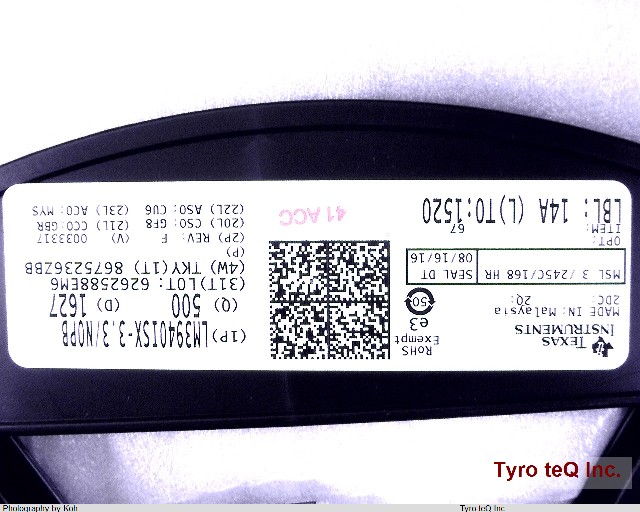 TEXAS
INSTRUMENTS
MADE IN: Malaysia
2DC: 2Q:
MSL 3 /245C/168 HR SEAL DT
08/16/16
OPT:
ITEM: 67
LBL: 14A (L)TO:1520
RoHS
Exempt
e3
50
41 ACC
(1P) LM3940ISX-3.3/NOPB
(Q) 500 (D) 1627
(31T)LOT: 6262588EM6
(4W) TKY(1T) 8675236ZBB
(P)
(2P) REV: F (V) 0033317
(20L) CSO: GF8 (21L) CCO:GBR
(22L) ASO: CU6 (23L) ACO: MYS
Tyro teQ Inc.
Photography by Koh
Tyro teQ Inc